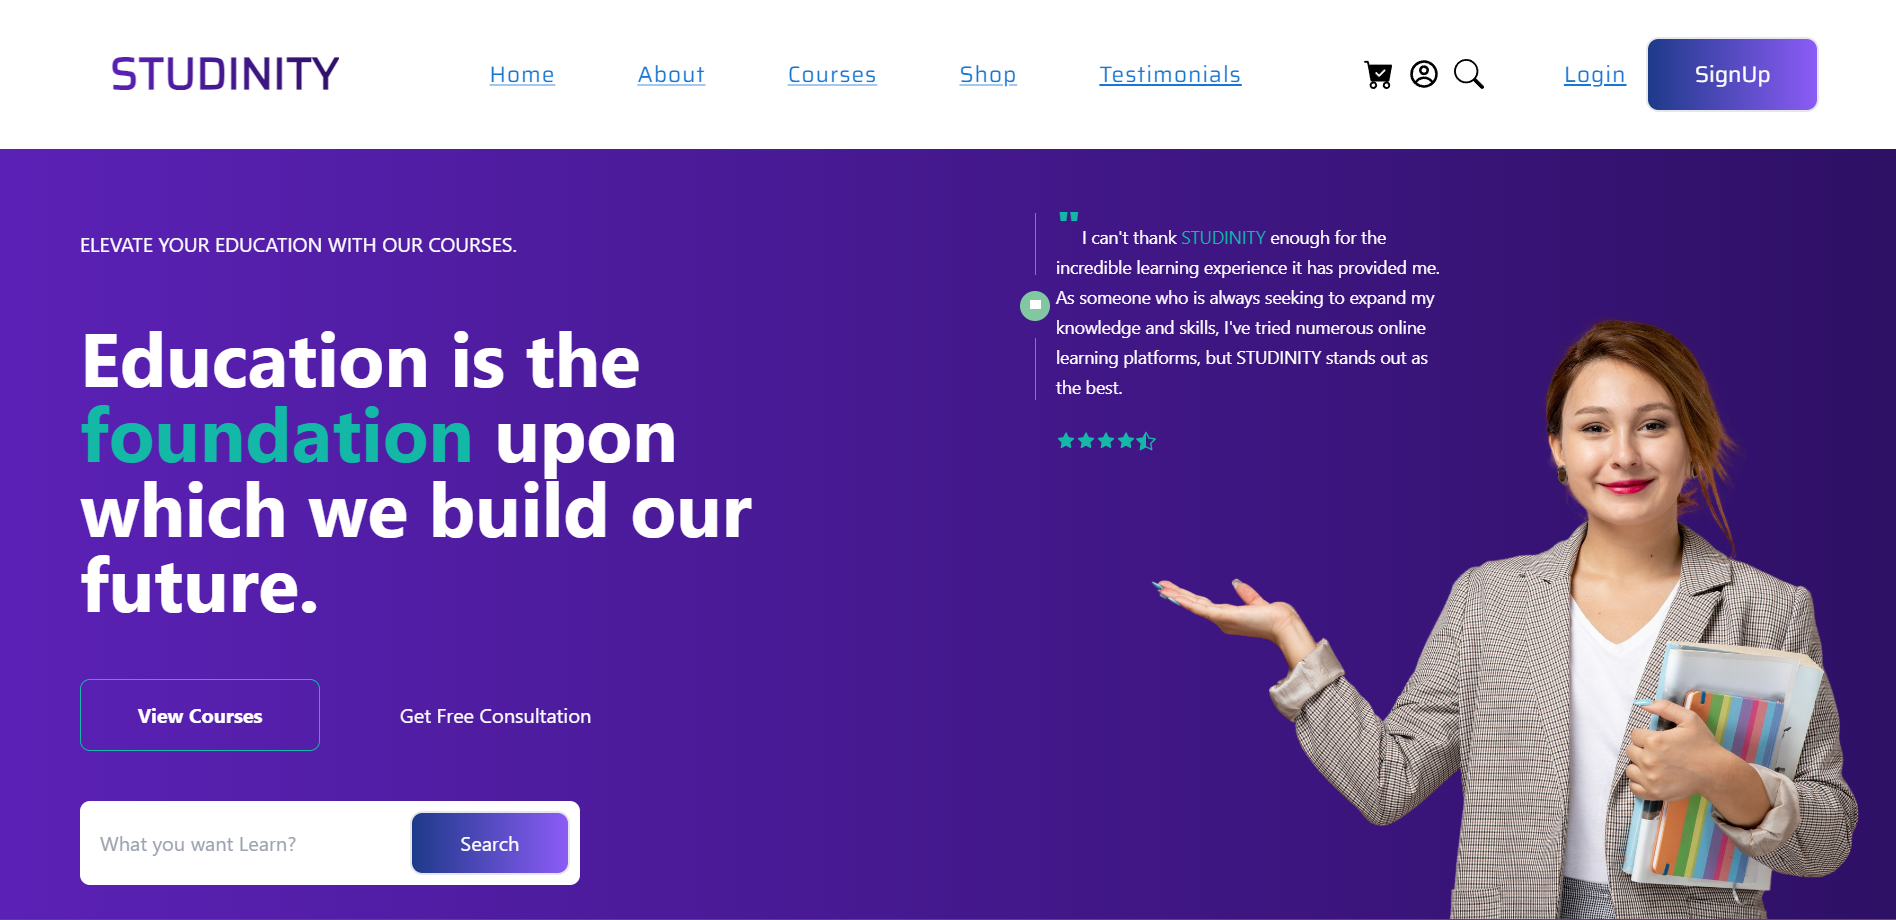 STUDINITY
Home
About
Courses
Shop
Testimonials
Login
SignUp
ELEVATE YOUR EDUCATION WITH OUR COURSES.
Education is the
foundation upon
which we build our
future.
View Courses
Get Free Consultation
What you want Learn?
Search
" I can't thank STUDINITY enough for the
incredible learning experience it has provided me.
As someone who is always seeking to expand my
knowledge and skills, I've tried numerous online
learning platforms, but STUDINITY stands out as
the best.